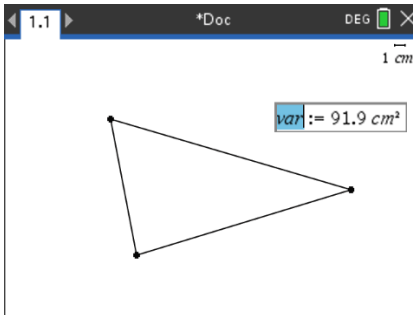 1.1 *Doc DEG
1 cm
var := 91.9 cm²